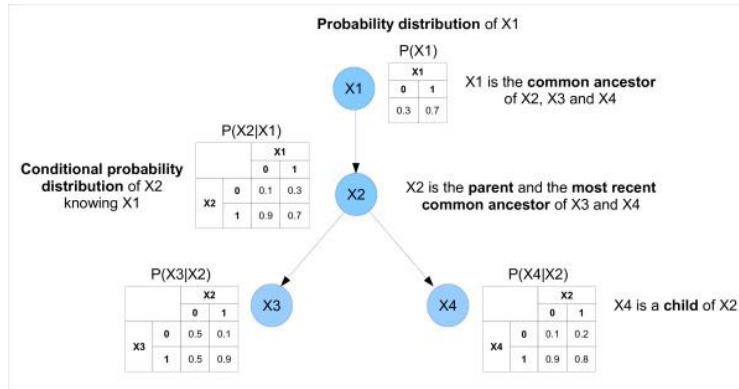 Probability distribution of X1
P(X1)
X1
0 1
0.3 0.7
X1
X1 is the common ancestor
of X2, X3 and X4
P(X2|X1)
X1
0 1
X2 0 0.1 0.3
1 0.9 0.7
Conditional probability
distribution of X2
knowing X1
X2
X2 is the parent and the most recent
common ancestor of X3 and X4
P(X3|X2)
X2
0 1
X3 0 0.5 0.1
1 0.5 0.9
X3
X4
P(X4|X2)
X2
0 1
X4 0 0.1 0.2
1 0.9 0.8
X4 is a child of X2